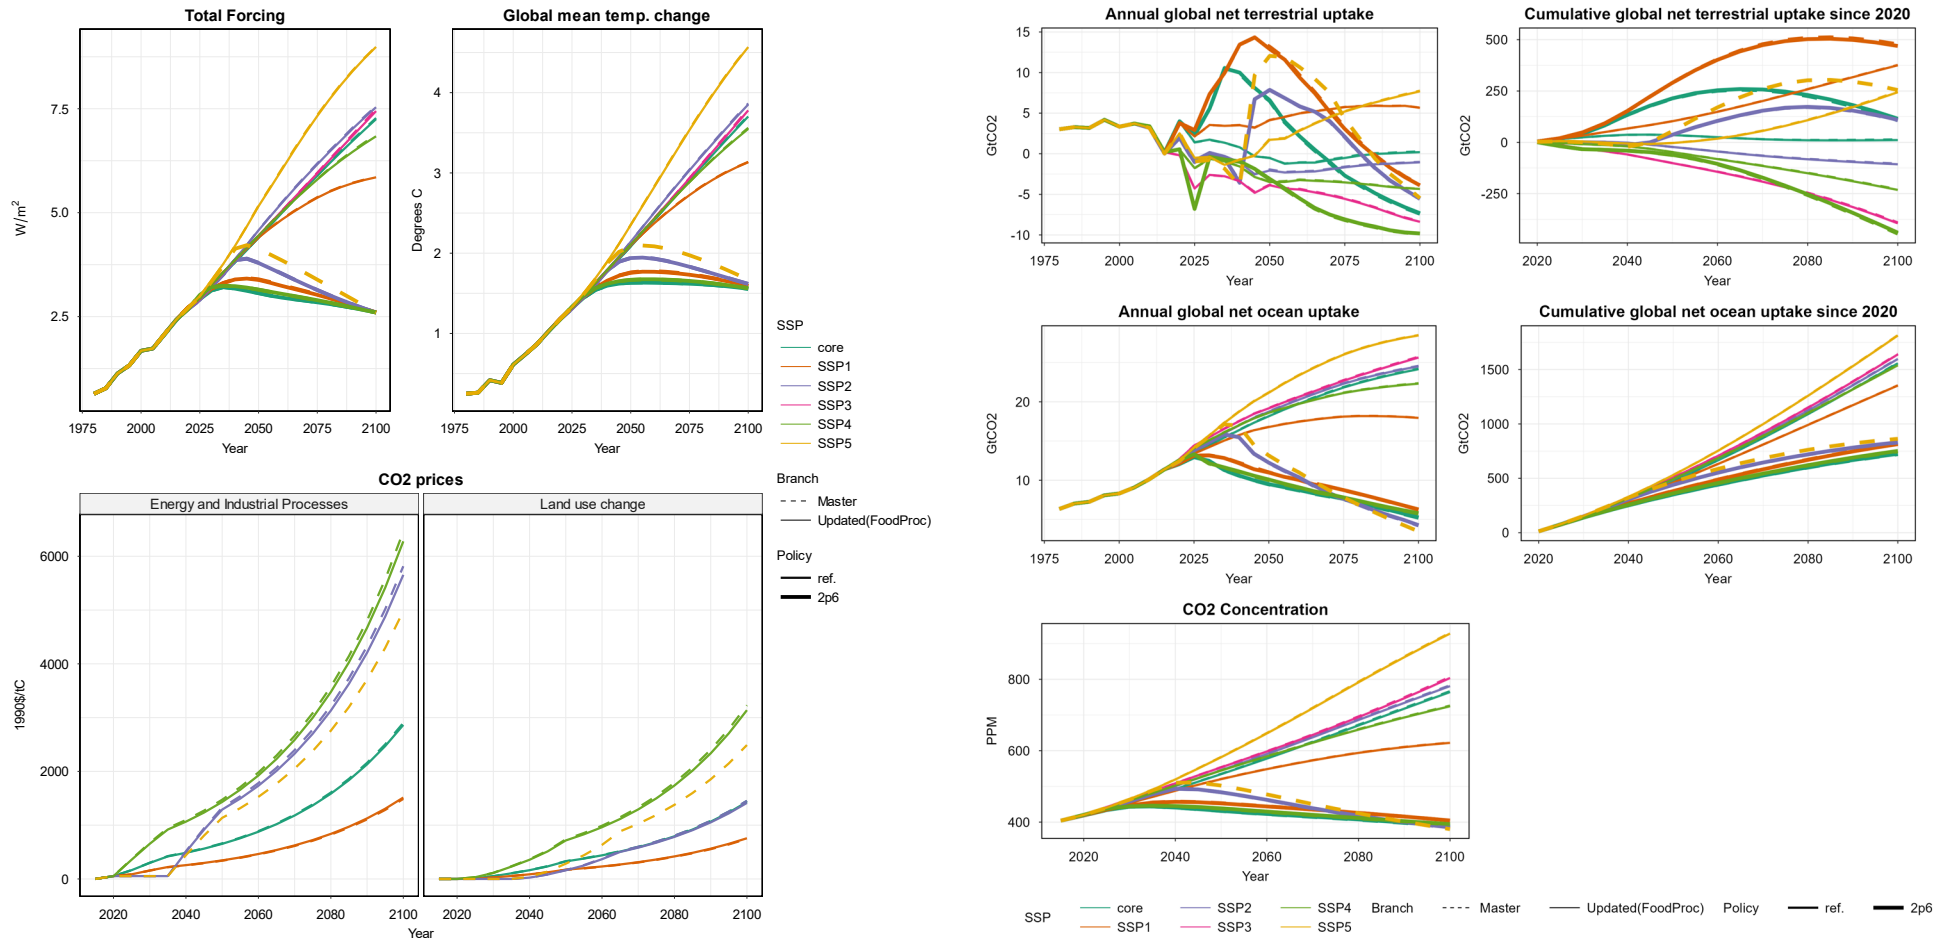 Total Forcing
Global mean temp. change
7.5
5.0
2.5
W/m²
1975
2000
2025
2050
2075
2100
Year
4
3
2
1
Degrees C
1975
2000
2025
2050
2075
2100
Year
SSP
core
SSP1
SSP2
SSP3
SSP4
SSP5
Branch
Master
Updated(FoodProc)
Policy
ref.
2p6
CO2 prices
Energy and Industrial Processes
Land use change
6000
4000
2000
0
1990$/tC
2020
2040
2060
2080
2100
2020
2040
2060
2080
2100
Year
Annual global net terrestrial uptake
15
10
5
0
-5
-10
GtCO2
1975
2000
2025
2050
2075
2100
Year
Cumulative global net terrestrial uptake since 2020
500
250
0
-250
GtCO2
2020
2040
2060
2080
2100
Year
Annual global net ocean uptake
20
10
GtCO2
1975
2000
2025
2050
2075
2100
Year
Cumulative global net ocean uptake since 2020
1500
1000
500
0
GtCO2
2020
2040
2060
2080
2100
Year
CO2 Concentration
800
600
400
PPM
2020
2040
2060
2080
2100
Year
SSP
core
SSP1
SSP2
SSP3
SSP4
SSP5
Branch
Master
Updated(FoodProc)
Policy
ref.
2p6